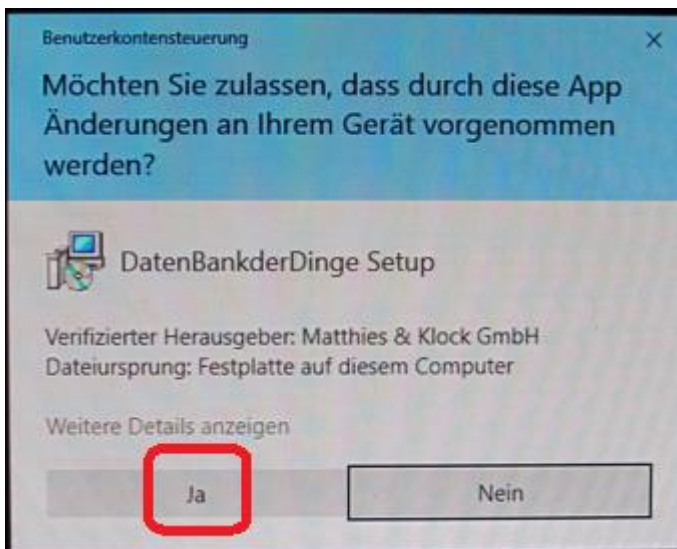 Benutzerkontensteuerung
Möchten Sie zulassen, dass durch diese App
Änderungen an Ihrem Gerät vorgenommen
werden?
DatenBankderDinge Setup
Verifizierter Herausgeber: Matthies & Klock GmbH
Dateiursprung: Festplatte auf diesem Computer
Weitere Details anzeigen
Ja
Nein